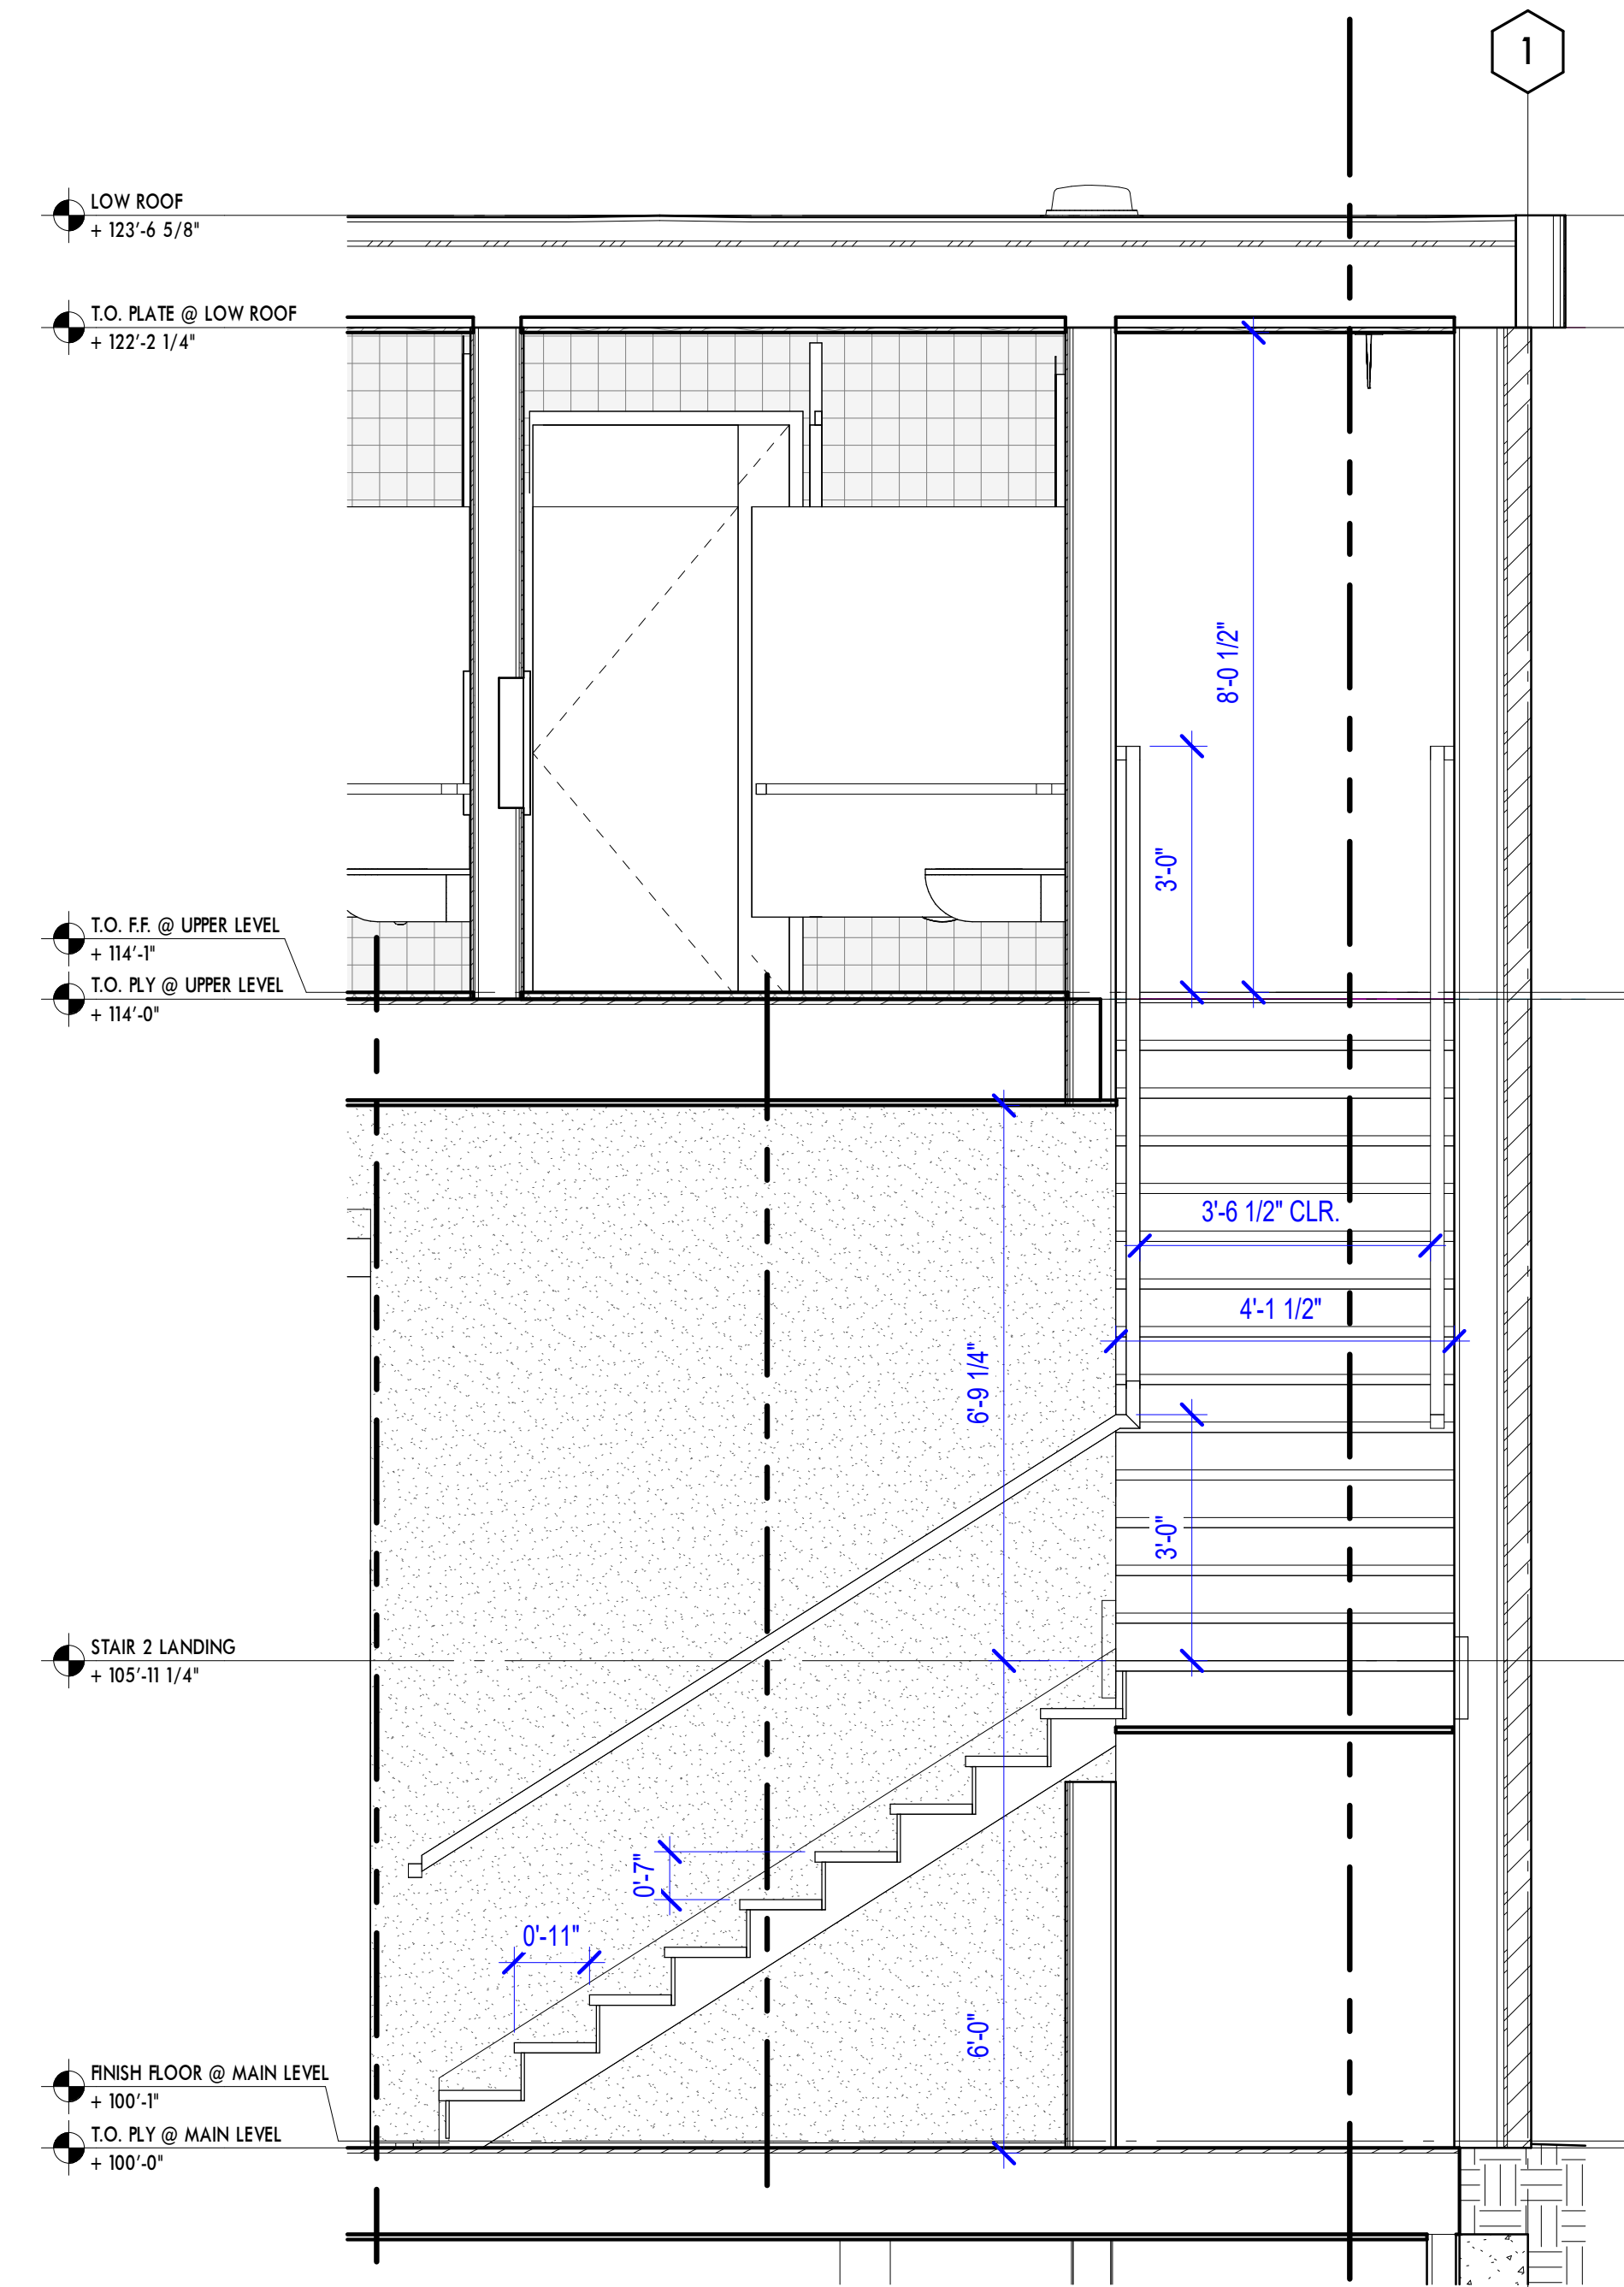 1
LOW ROOF
+ 123'-6 5/8"
T.O. PLATE @ LOW ROOF
+ 122'-2 1/4"
8'-0 1/2"
3'-0"
T.O. F.F. @ UPPER LEVEL
+ 114'-1"
T.O. PLY @ UPPER LEVEL
+ 114'-0"
3'-6 1/2" CLR.
4'-1 1/2"
6'-9 1/4"
3'-0"
STAIR 2 LANDING
+ 105'-11 1/4"
0'-7"
0'-11"
6'-0"
FINISH FLOOR @ MAIN LEVEL
+ 100'-1"
T.O. PLY @ MAIN LEVEL
+ 100'-0"